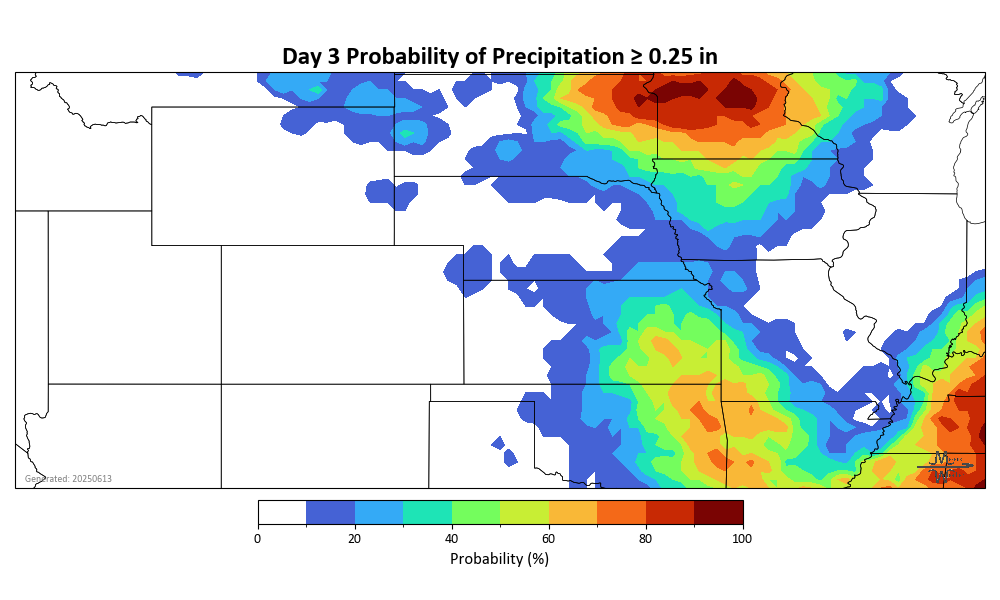 Day 3 Probability of Precipitation ≥ 0.25 in
Generated: 20250613
0 20 40 60 80 100
Probability (%)